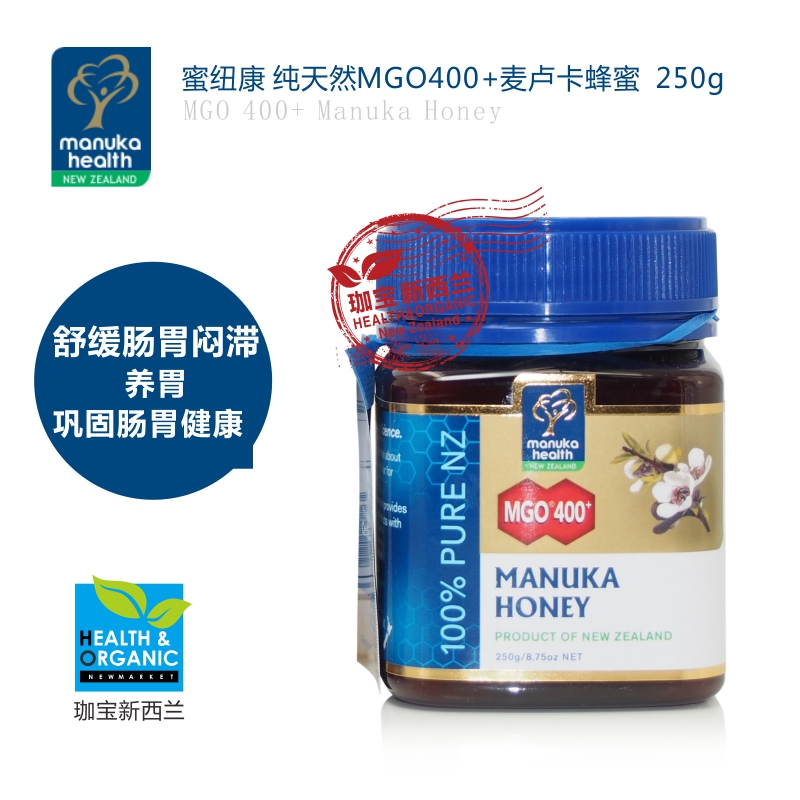 蜜纽康 纯天然MGO400+麦卢卡蜂蜜 250g
MGO 400+ Manuka Honey
manuka
health
NEW ZEALAND
舒缓肠胃闷滞
养胃
巩固肠胃健康
HEALTH &
ORGANIC
NEWMARKET
珈宝新西兰
珈宝新西兰
HEALTH&ORGANIC
New Zealand
100% PURE NZ
manuka
health
NEW ZEALAND
MGO®400+
MANUKA
HONEY
PRODUCT OF NEW ZEALAND
250g/8.75oz NET
about
for
provides
with